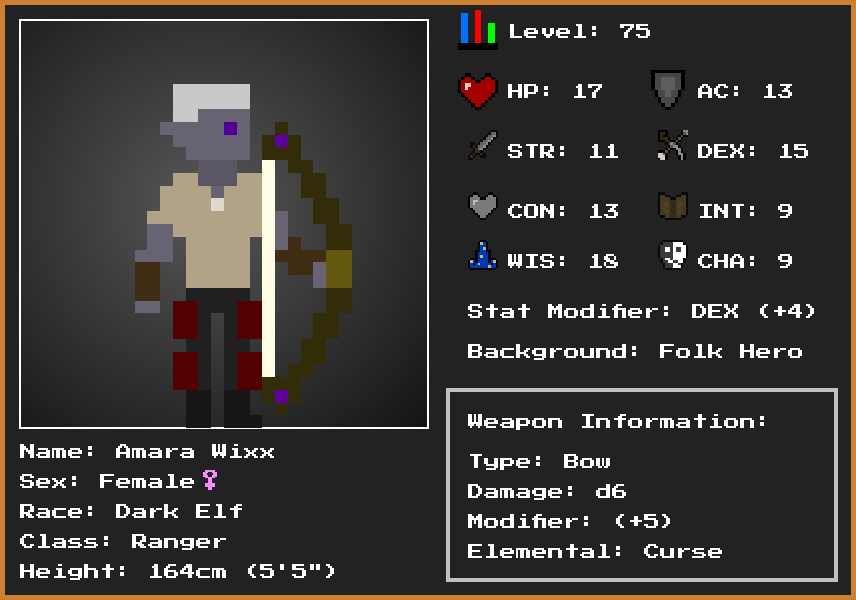 Level: 75
HP: 17 AC: 13
STR: 11 DEX: 15
CON: 13 INT: 9
WIS: 18 CHA: 9
Stat Modifier: DEX (+4)
Background: Folk Hero
Weapon Information:
Type: Bow
Damage: d6
Modifier: (+5)
Elemental: Curse
Name: Amara Wixx
Sex: Female♀
Race: Dark Elf
Class: Ranger
Height: 164cm (5'5")